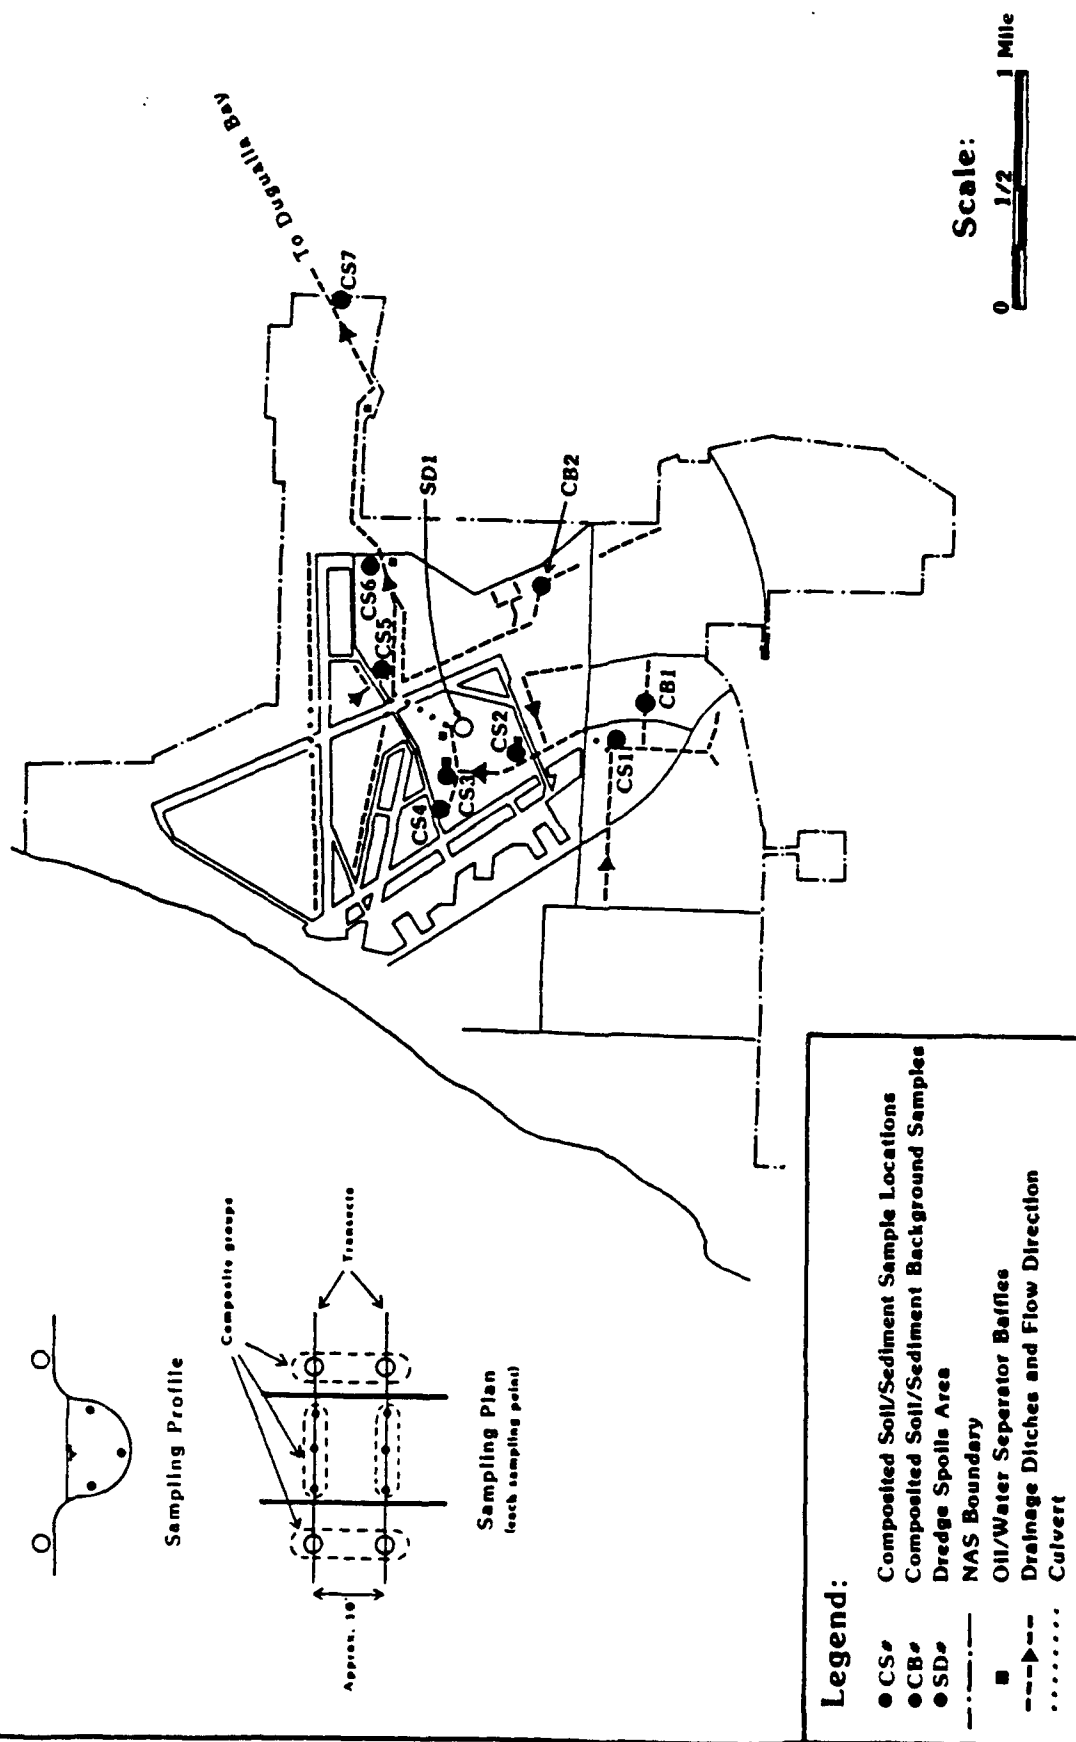 Sampling Profile
Composite groups
Transects
Approx. 50'
Sampling Plan
(each sampling point)
To Dugualla Bay
CS7
SD1
CB2
CS6
CS5
CS4
CS3
CS2
CS1
CB1
Scale:
0 1/2 1 Mile
Legend:
CS# Composited Soil/Sediment Sample Locations
CB# Composited Soil/Sediment Background Samples
SD# Dredge Spoils Area
NAS Boundary
Oil/Water Seperator Baffles
Drainage Ditches and Flow Direction
Culvert